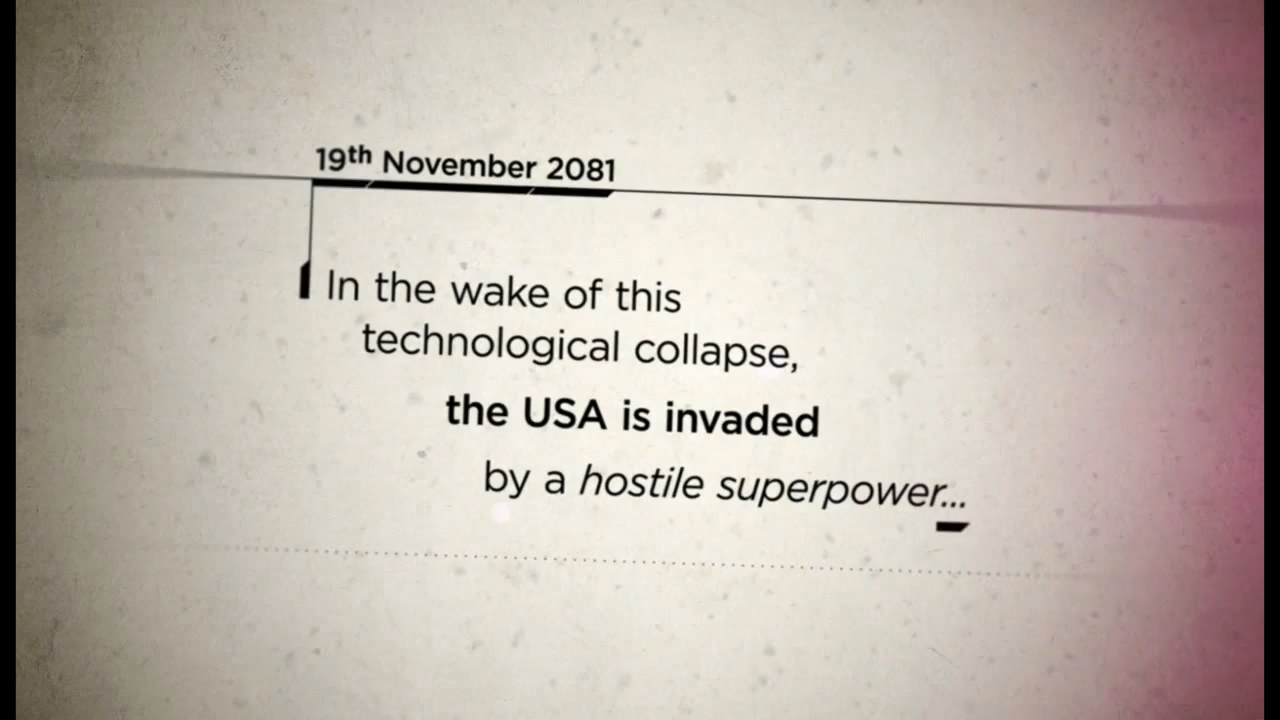 19th November 2081
In the wake of this
technological collapse,
the USA is invaded
by a hostile superpower...